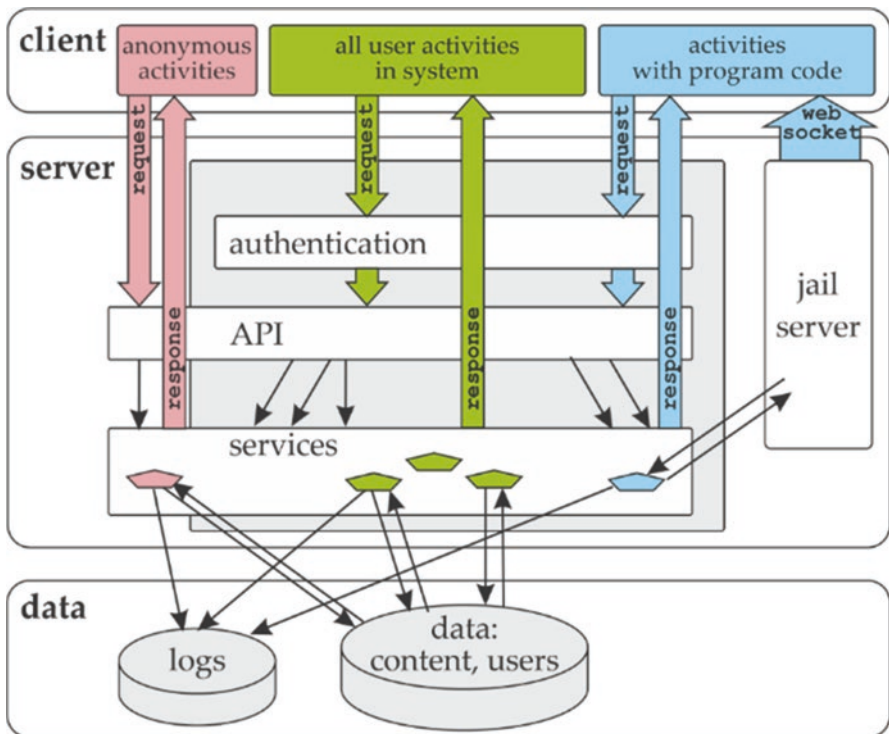 client
anonymous
activities
all user activities
in system
activities
with program code
request
request
request
web
socket
server
authentication
jail
server
API
response
response
response
services
data
logs
data:
content, users